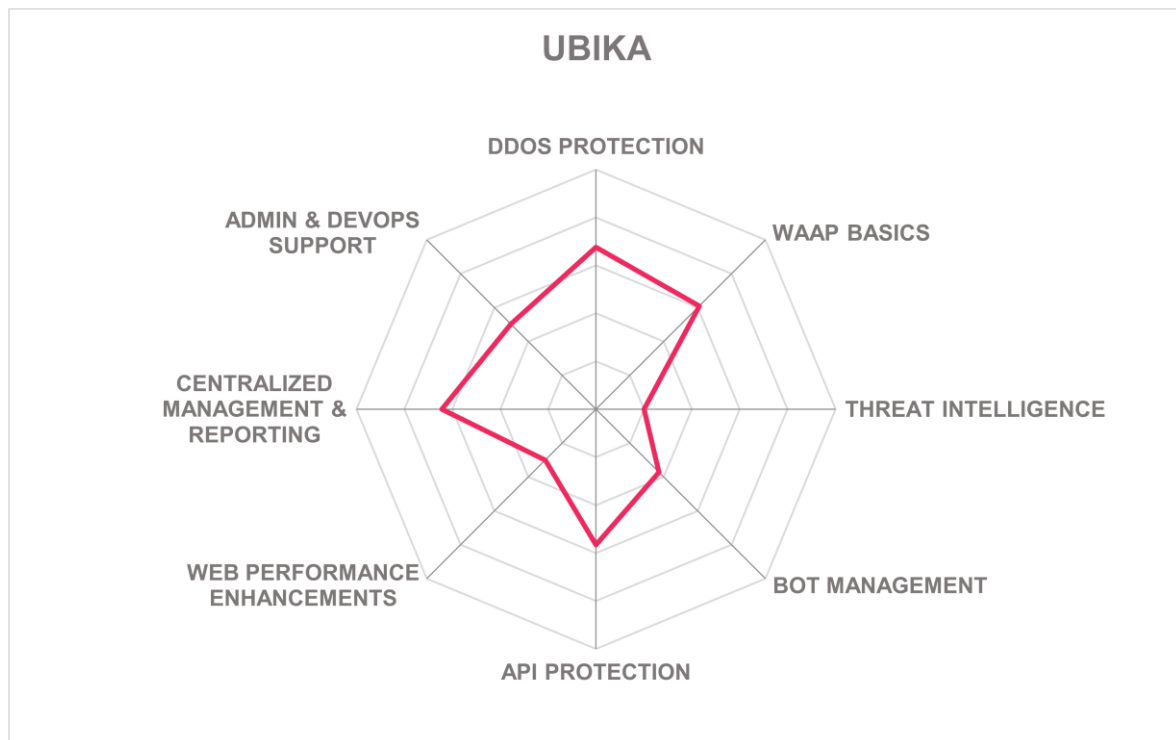 UBIKA
DDOS PROTECTION
WAAP BASICS
THREAT INTELLIGENCE
BOT MANAGEMENT
API PROTECTION
WEB PERFORMANCE
ENHANCEMENTS
CENTRALIZED
MANAGEMENT &
REPORTING
ADMIN & DEVOPS
SUPPORT